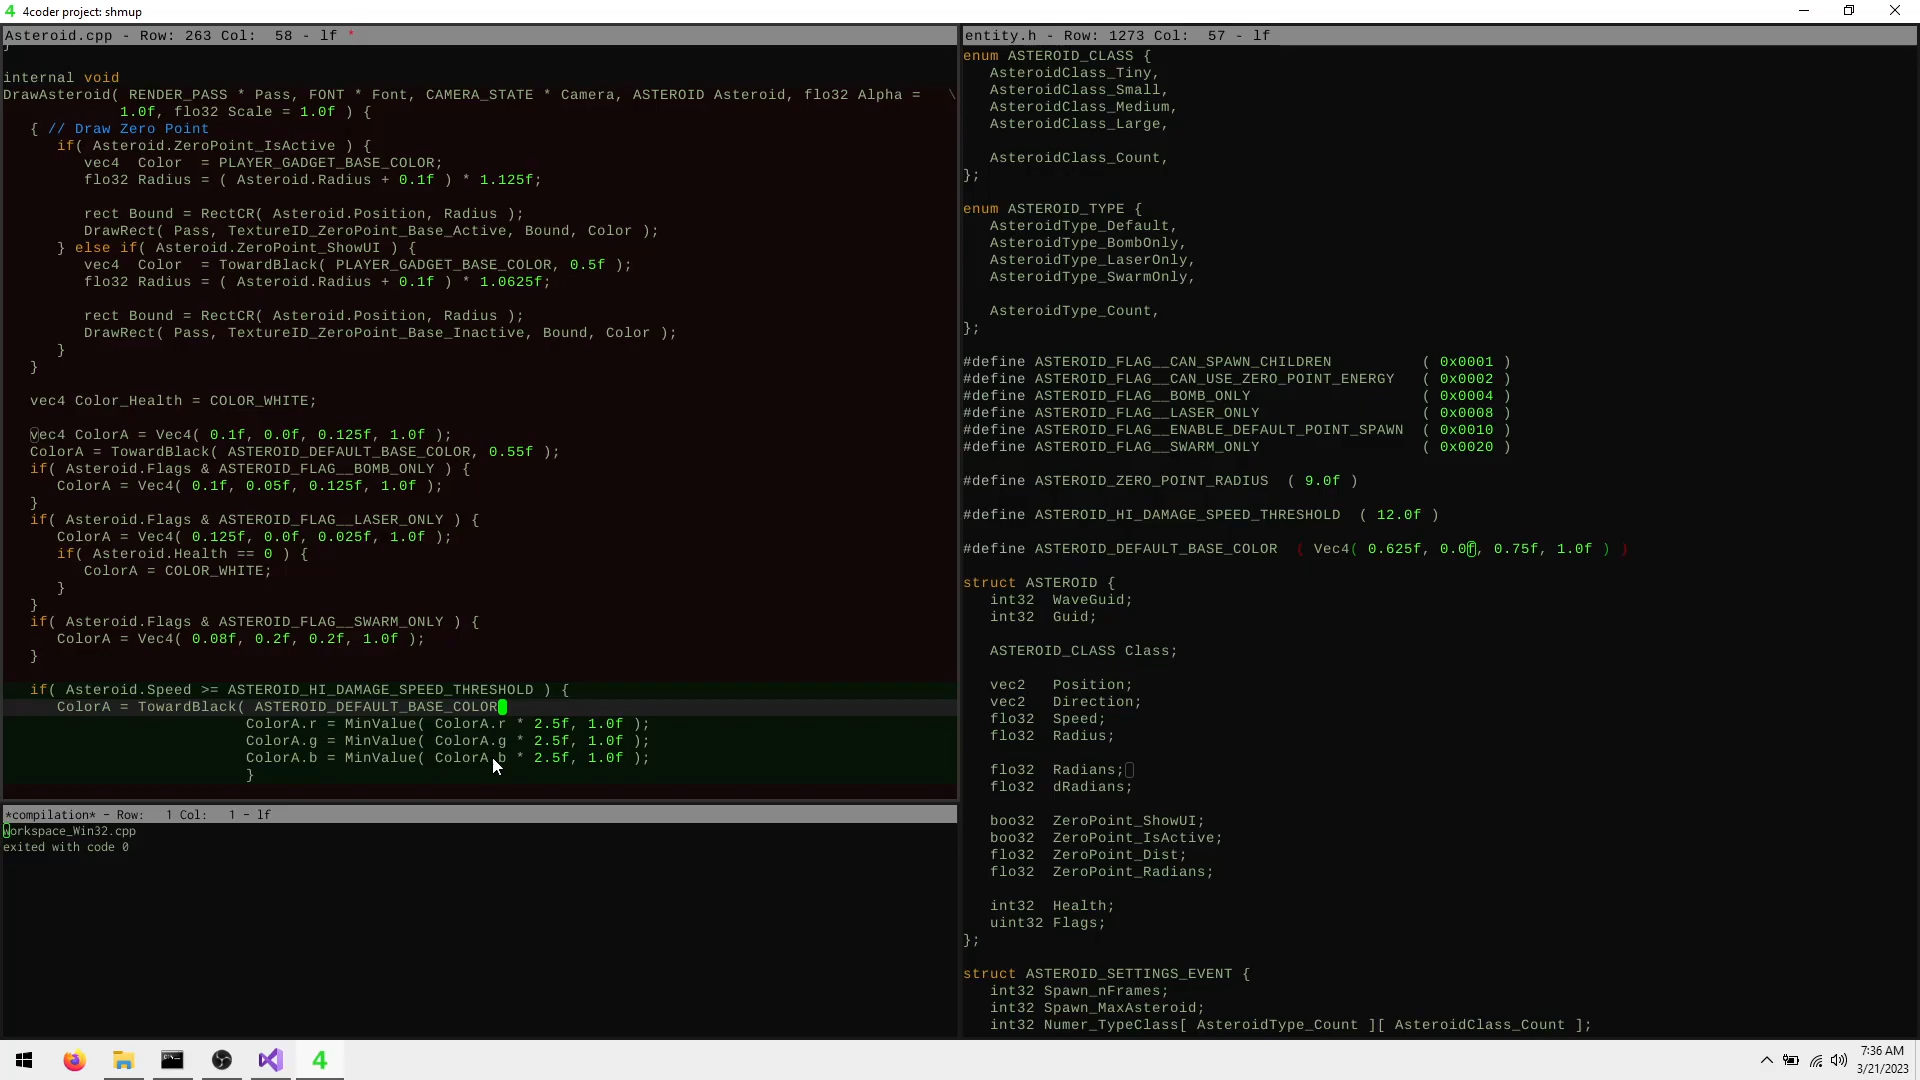 4 4coder project: shmup
Asteroid.cpp - Row: 263 Col:  58 - lf *
}
internal void
DrawAsteroid( RENDER_PASS * Pass, FONT * Font, CAMERA_STATE * Camera, ASTEROID Asteroid, flo32 Alpha = \
1.0f, flo32 Scale = 1.0f ) {
{ // Draw Zero Point
if( Asteroid.ZeroPoint_IsActive ) {
vec4  Color  = PLAYER_GADGET_BASE_COLOR;
flo32 Radius = ( Asteroid.Radius + 0.1f ) * 1.125f;
rect Bound = RectCR( Asteroid.Position, Radius );
DrawRect( Pass, TextureID_ZeroPoint_Base_Active, Bound, Color );
} else if( Asteroid.ZeroPoint_ShowUI ) {
vec4  Color  = TowardBlack( PLAYER_GADGET_BASE_COLOR, 0.5f );
flo32 Radius = ( Asteroid.Radius + 0.1f ) * 1.0625f;
rect Bound = RectCR( Asteroid.Position, Radius );
DrawRect( Pass, TextureID_ZeroPoint_Base_Inactive, Bound, Color );
}
}
vec4 Color_Health = COLOR_WHITE;
vec4 ColorA = Vec4( 0.1f, 0.0f, 0.125f, 1.0f );
ColorA = TowardBlack( ASTEROID_DEFAULT_BASE_COLOR, 0.55f );
if( Asteroid.Flags & ASTEROID_FLAG__BOMB_ONLY ) {
ColorA = Vec4( 0.1f, 0.05f, 0.125f, 1.0f );
}
if( Asteroid.Flags & ASTEROID_FLAG__LASER_ONLY ) {
ColorA = Vec4( 0.125f, 0.0f, 0.025f, 1.0f );
if( Asteroid.Health == 0 ) {
ColorA = COLOR_WHITE;
}
}
if( Asteroid.Flags & ASTEROID_FLAG__SWARM_ONLY ) {
ColorA = Vec4( 0.08f, 0.2f, 0.2f, 1.0f );
}
if( Asteroid.Speed >= ASTEROID_HI_DAMAGE_SPEED_THRESHOLD ) {
ColorA = TowardBlack( ASTEROID_DEFAULT_BASE_COLOR
ColorA.r = MinValue( ColorA.r * 2.5f, 1.0f );
ColorA.g = MinValue( ColorA.g * 2.5f, 1.0f );
ColorA.b = MinValue( ColorA.b * 2.5f, 1.0f );
}
*compilation* - Row:   1 Col:   1 - lf
workspace_Win32.cpp
exited with code 0
entity.h - Row: 1273 Col:  57 - lf
enum ASTEROID_CLASS {
AsteroidClass_Tiny,
AsteroidClass_Small,
AsteroidClass_Medium,
AsteroidClass_Large,
AsteroidClass_Count,
};
enum ASTEROID_TYPE {
AsteroidType_Default,
AsteroidType_BombOnly,
AsteroidType_LaserOnly,
AsteroidType_SwarmOnly,
AsteroidType_Count,
};
#define ASTEROID_FLAG__CAN_SPAWN_CHILDREN ( 0x0001 )
#define ASTEROID_FLAG__CAN_USE_ZERO_POINT_ENERGY ( 0x0002 )
#define ASTEROID_FLAG__BOMB_ONLY ( 0x0004 )
#define ASTEROID_FLAG__LASER_ONLY ( 0x0008 )
#define ASTEROID_FLAG__ENABLE_DEFAULT_POINT_SPAWN ( 0x0010 )
#define ASTEROID_FLAG__SWARM_ONLY ( 0x0020 )
#define ASTEROID_ZERO_POINT_RADIUS ( 9.0f )
#define ASTEROID_HI_DAMAGE_SPEED_THRESHOLD ( 12.0f )
#define ASTEROID_DEFAULT_BASE_COLOR ( Vec4( 0.625f, 0.0f, 0.75f, 1.0f ) )
struct ASTEROID {
int32  WaveGuid;
int32  Guid;
ASTEROID_CLASS Class;
vec2   Position;
vec2   Direction;
flo32  Speed;
flo32  Radius;
flo32  Radians;
flo32  dRadians;
boo32  ZeroPoint_ShowUI;
boo32  ZeroPoint_IsActive;
flo32  ZeroPoint_Dist;
flo32  ZeroPoint_Radians;
int32  Health;
uint32 Flags;
};
struct ASTEROID_SETTINGS_EVENT {
int32 Spawn_nFrames;
int32 Spawn_MaxAsteroid;
int32 Numer_TypeClass[ AsteroidType_Count ][ AsteroidClass_Count ];
4
7:36 AM
3/21/2023